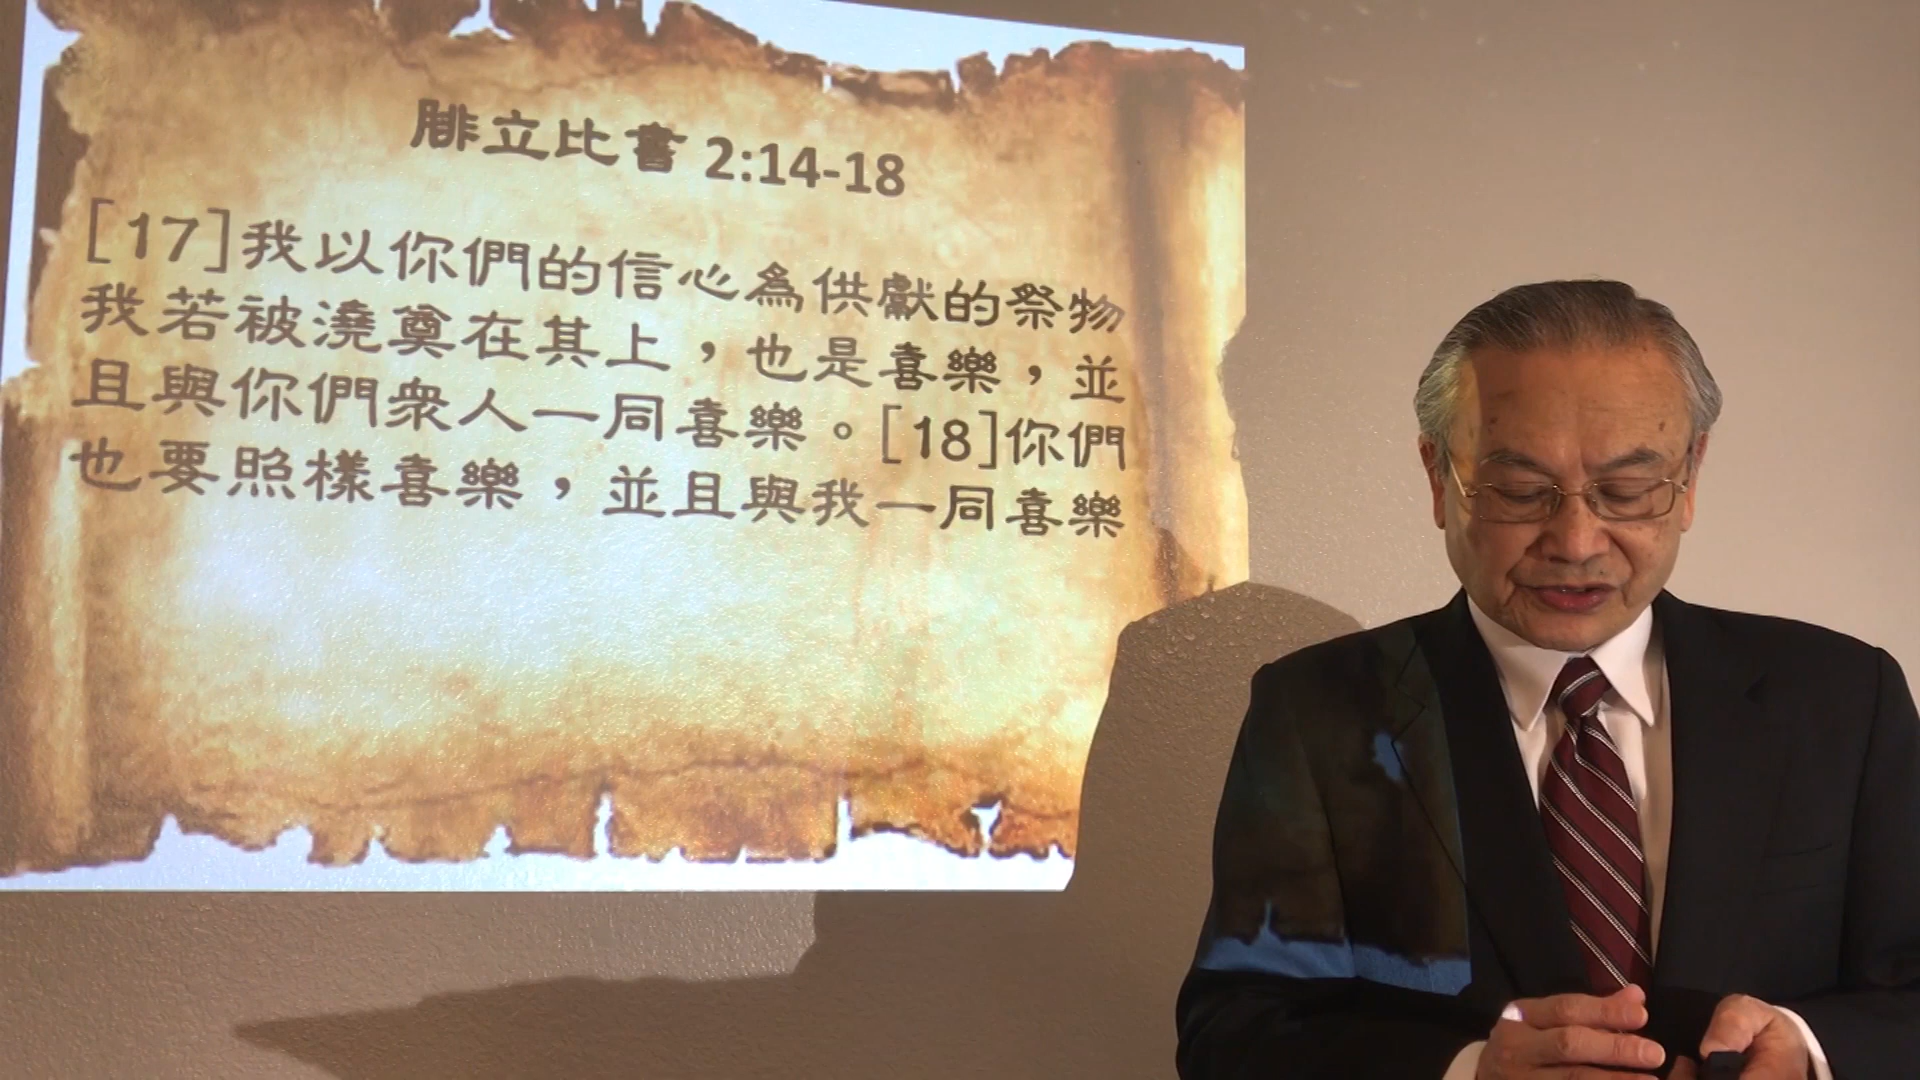 腓立比書 2:14-18
[17]我以你們的信心為供獻的祭物
我若被澆奠在其上，也是喜樂，並
且與你們衆人一同喜樂。[18]你們
也要照樣喜樂，並且與我一同喜樂